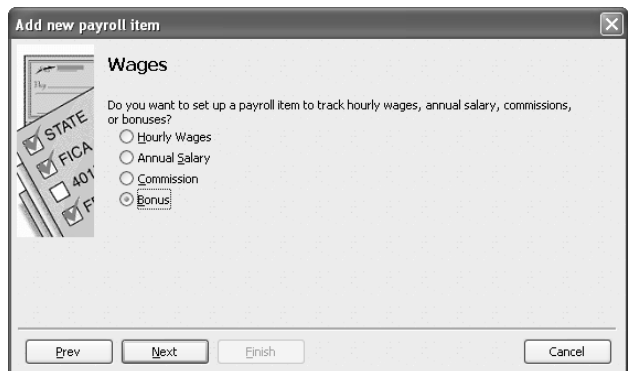 Add new payroll item
Wages
Do you want to set up a payroll item to track hourly wages, annual salary, commissions,
or bonuses?
Hourly Wages
Annual Salary
Commission
Bonus
STATE
FICA
401
Prev
Next
Finish
Cancel